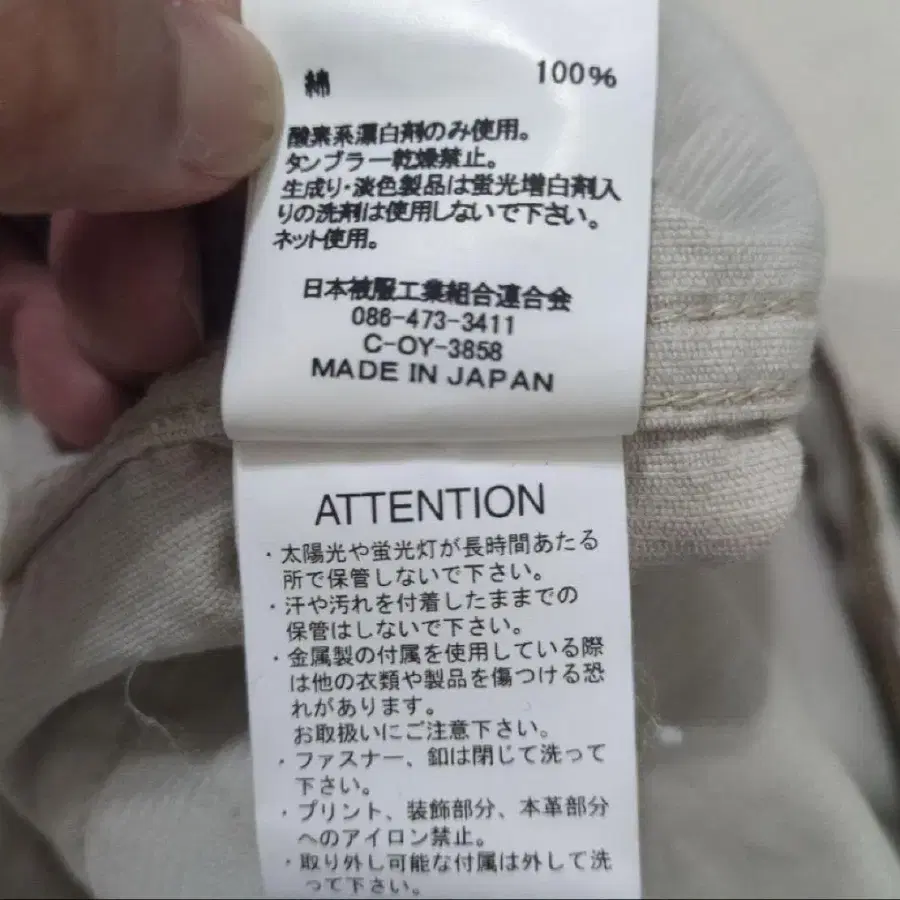 綿 100%
酸素系漂白剤のみ使用。
タンブラー乾燥禁止。
生成り・淡色製品は蛍光増白剤入
りの洗剤は使用しないで下さい。
ネット使用。
日本被服工業組合連合会
086-473-3411
C-OY-3858
MADE IN JAPAN
ATTENTION
・太陽光や蛍光灯が長時間あたる
所で保管しないで下さい。
・汗や汚れを付着したままでの
保管はしないで下さい。
・金属製の付属を使用している際
は他の衣類や製品を傷つける恐
れがあります。
お取扱いにご注意下さい。
・ファスナー、釦は閉じて洗って
下さい。
・プリント、装飾部分、本革部分
へのアイロン禁止。
・取り外し可能な付属は外して洗
って下さい。